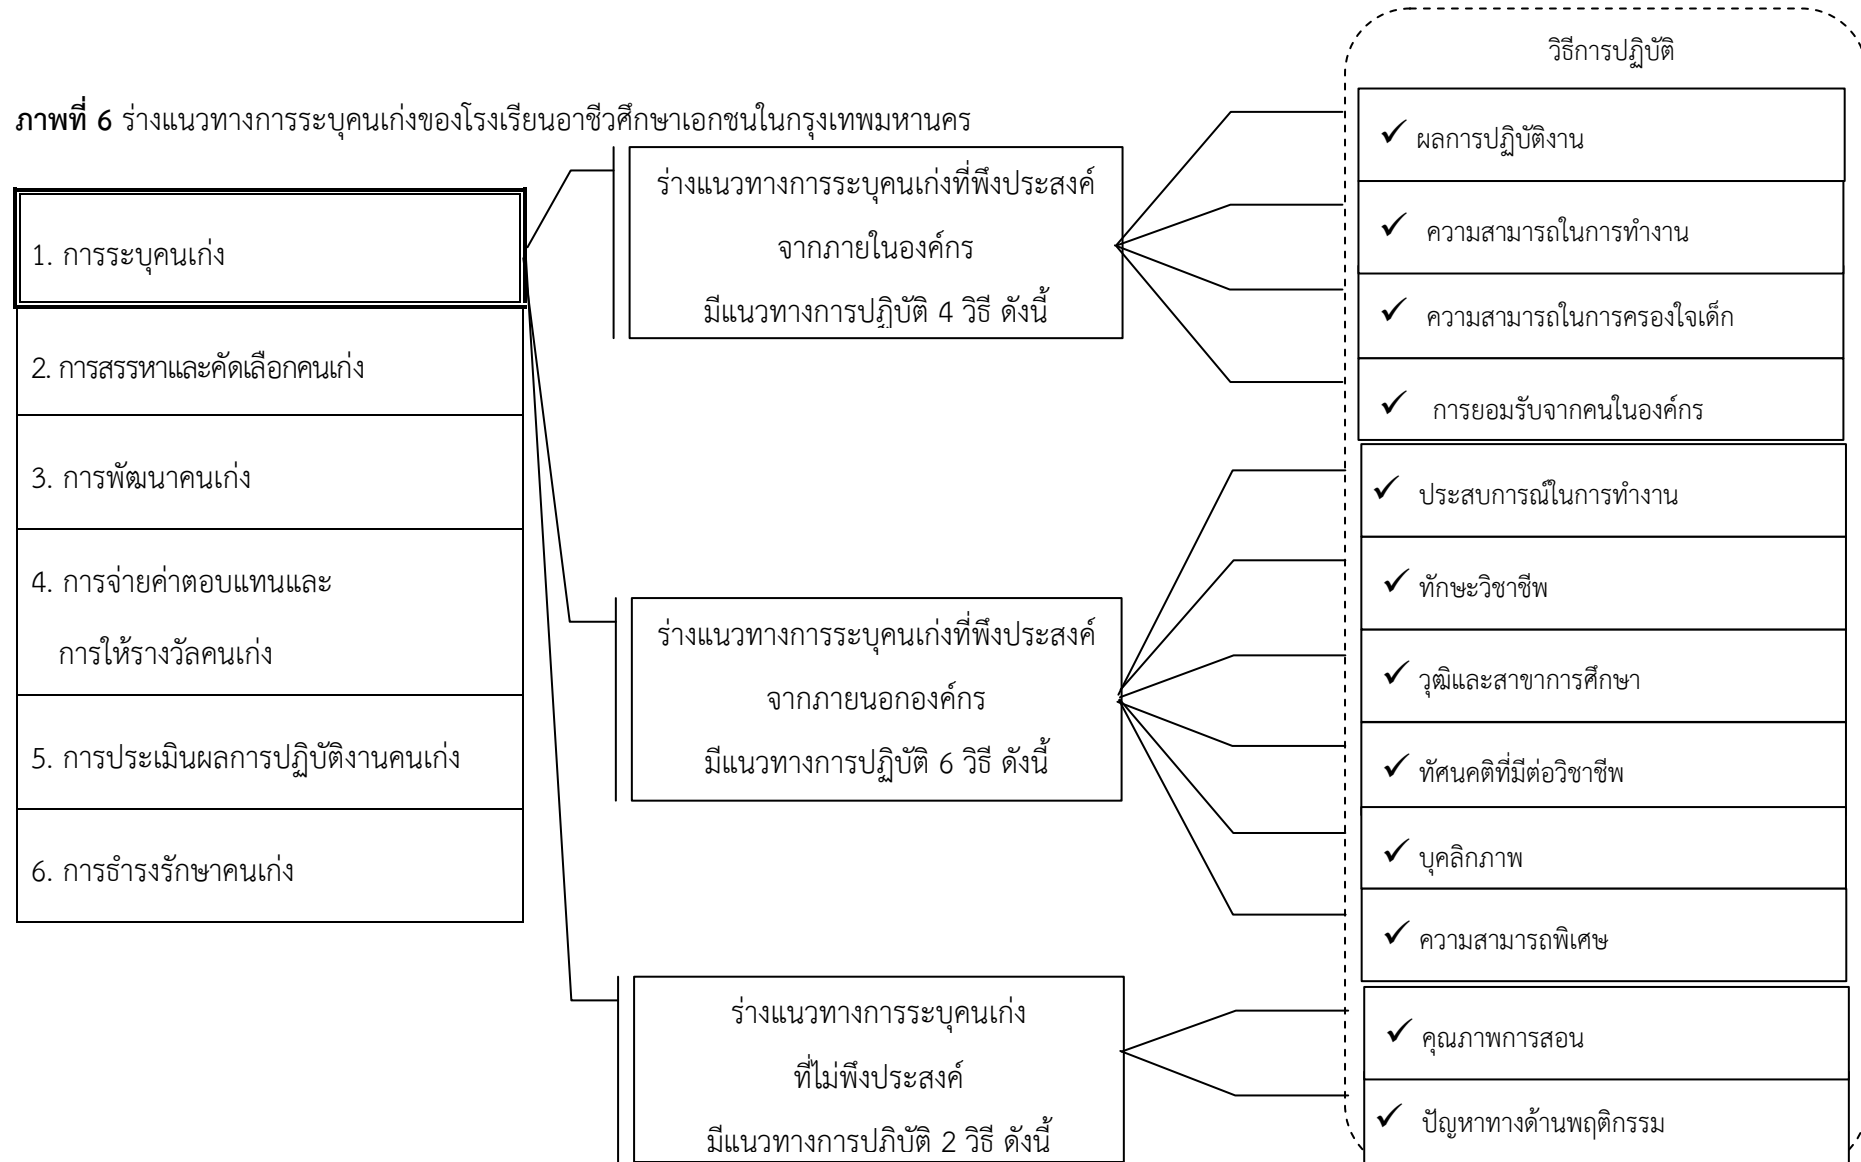 ภาพที่ 6 ร่างแนวทางการระบุคนเก่งของโรงเรียนอาชีวศึกษาเอกชนในกรุงเทพมหานคร
1. การระบุคนเก่ง
2. การสรรหาและคัดเลือกคนเก่ง
3. การพัฒนาคนเก่ง
4. การจ่ายค่าตอบแทนและ
การให้รางวัลคนเก่ง
5. การประเมินผลการปฏิบัติงานคนเก่ง
6. การธำรงรักษาคนเก่ง
ร่างแนวทางการระบุคนเก่งที่พึงประสงค์
จากภายในองค์กร
มีแนวทางการปฏิบัติ 4 วิธี ดังนี้
ร่างแนวทางการระบุคนเก่งที่พึงประสงค์
จากภายนอกองค์กร
มีแนวทางการปฏิบัติ 6 วิธี ดังนี้
ร่างแนวทางการระบุคนเก่ง
ที่ไม่พึงประสงค์
มีแนวทางการปฏิบัติ 2 วิธี ดังนี้
วิธีการปฏิบัติ
✓ ผลการปฏิบัติงาน
✓ ความสามารถในการทำงาน
✓ ความสามารถในการครองใจเด็ก
✓ การยอมรับจากคนในองค์กร
✓ ประสบการณ์ในการทำงาน
✓ ทักษะวิชาชีพ
✓ วุฒิและสาขาการศึกษา
✓ ทัศนคติที่มีต่อวิชาชีพ
✓ บุคลิกภาพ
✓ ความสามารถพิเศษ
✓ คุณภาพการสอน
✓ ปัญหาทางด้านพฤติกรรม